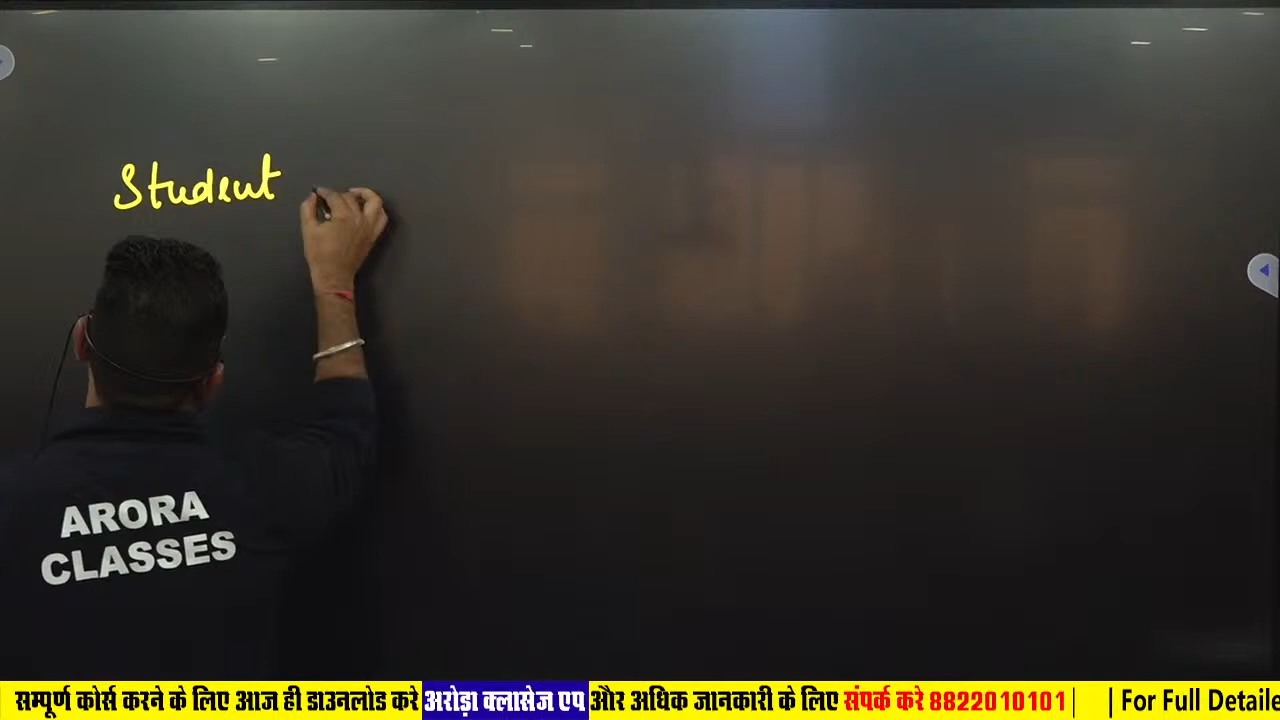 Student
ARORA
CLASSES
सम्पूर्ण कोर्स करने के लिए आज ही डाउनलोड करे अरोड़ा क्लासेज एप और अधिक जानकारी के लिए संपर्क करे 8822010101 | | For Full Detaile